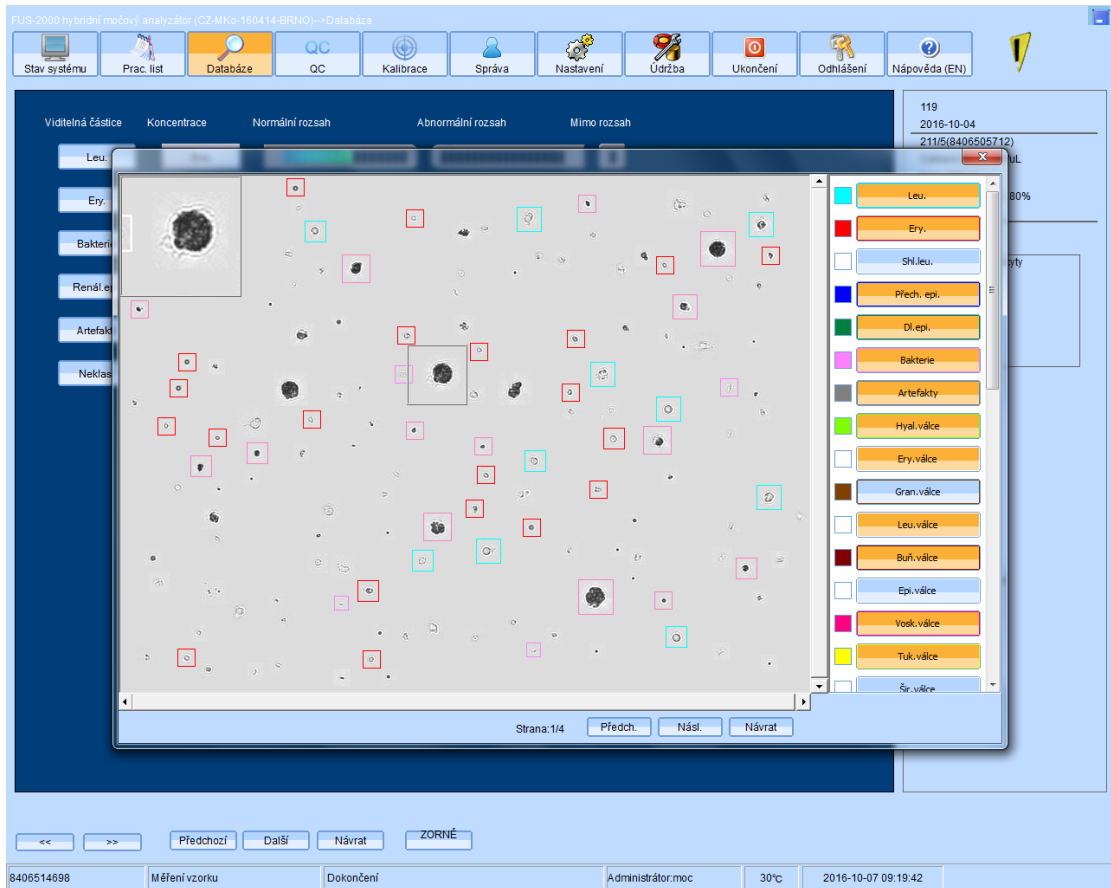 FUS-2000 hybridní močový analyzátor (CZ-MKo-160414-BRNO)-->Databáze
Stav systému Prac. list Databáze QC QC Kalibrace Správa Nastavení Údržba Ukončení Odhlášení Nápověda (EN)
119
2016-10-04
211/5(8406505712)
Viditelná částice Koncentrace Normální rozsah Abnormální rozsah Mimo rozsah
Leu.
Ery.
80%
Leu.
Ery.
Shl.leu.
Přech. epi.
Dl.epi.
Bakterie
Artefakty
Hyal.válce
Ery.válce
Gran.válce
Leu.válce
Buň.válce
Epi.válce
Vosk.válce
Tuk.válce
Šir.válce
Strana:1/4 Předch. Násl. Návrat
<< >> Předchozí Další Návrat ZORNÉ
8406514698 Měření vzorku Dokončení Administrátor:moc 30°C 2016-10-07 09:19:42